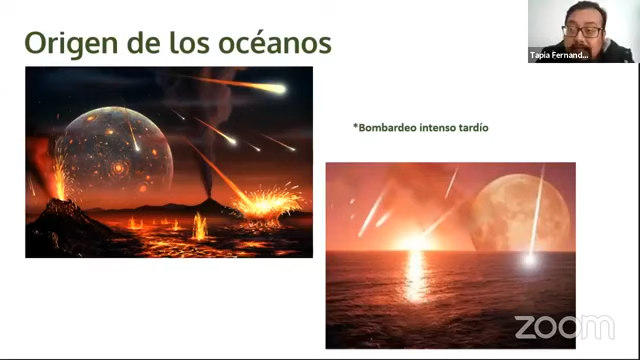 Origen de los océanos
Tapia Fernand...
*Bombardeo intenso tardío
zoom